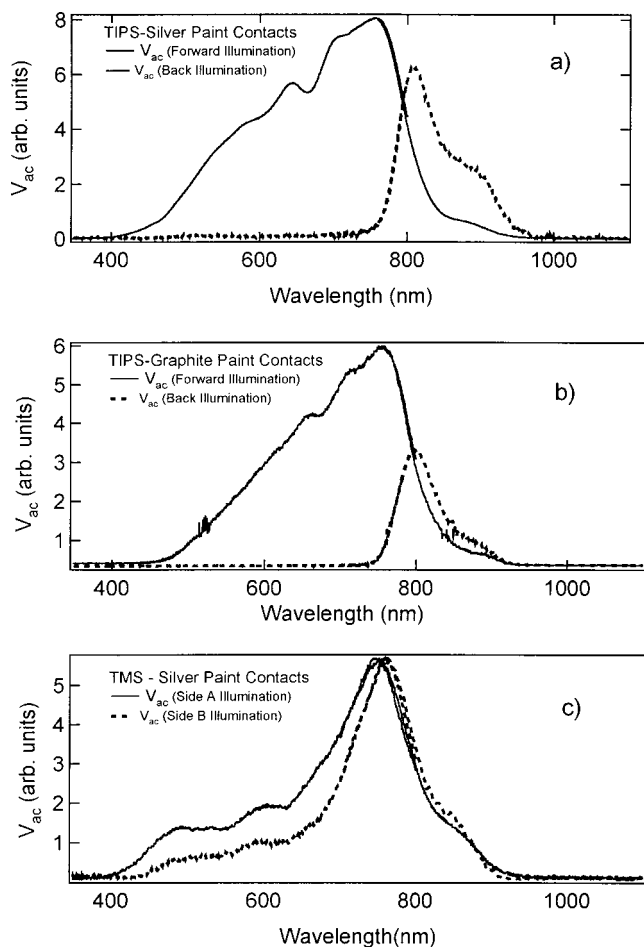 TIPS-Silver Paint Contacts
Vac (Forward Illumination)
Vac (Back Illumination)
a)
8
6
4
2
0
Vac (arb. units)
400 600 800 1000
Wavelength (nm)
TIPS-Graphite Paint Contacts
Vac (Forward Illumination)
Vac (Back Illumination)
b)
6
5
4
3
2
1
Vac (arb. units)
400 600 800 1000
Wavelength (nm)
TMS - Silver Paint Contacts
Vac (Side A Illumination)
Vac (Side B Illumination)
c)
5
4
3
2
1
Vac (arb. units)
400 600 800 1000
Wavelength(nm)